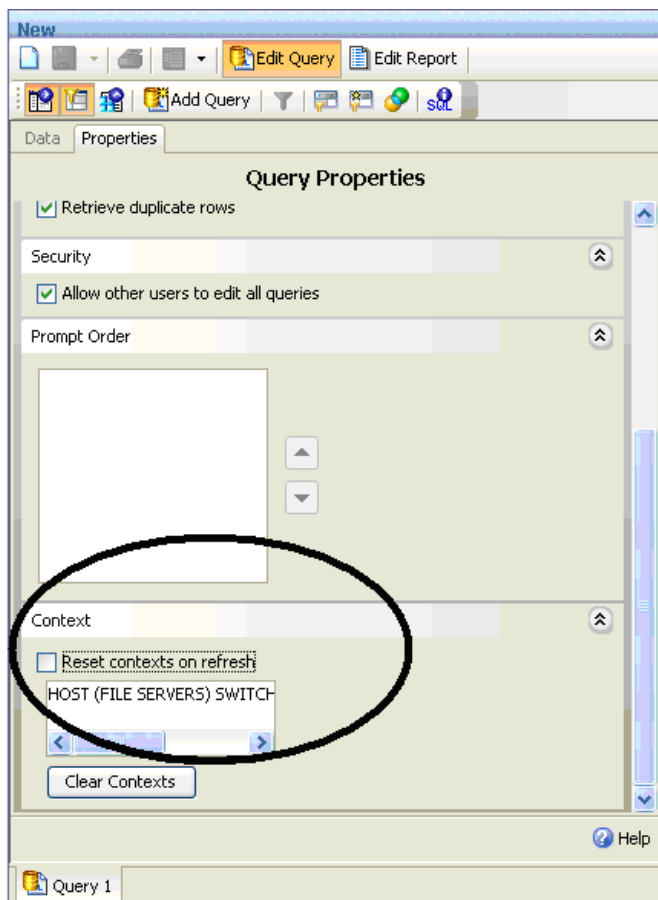 New
Edit Query Edit Report
Add Query SQL
Data Properties
Query Properties
Retrieve duplicate rows
Security
Allow other users to edit all queries
Prompt Order
Context
Reset contexts on refresh
HOST (FILE SERVERS) SWITCH
Clear Contexts
Help
Query 1